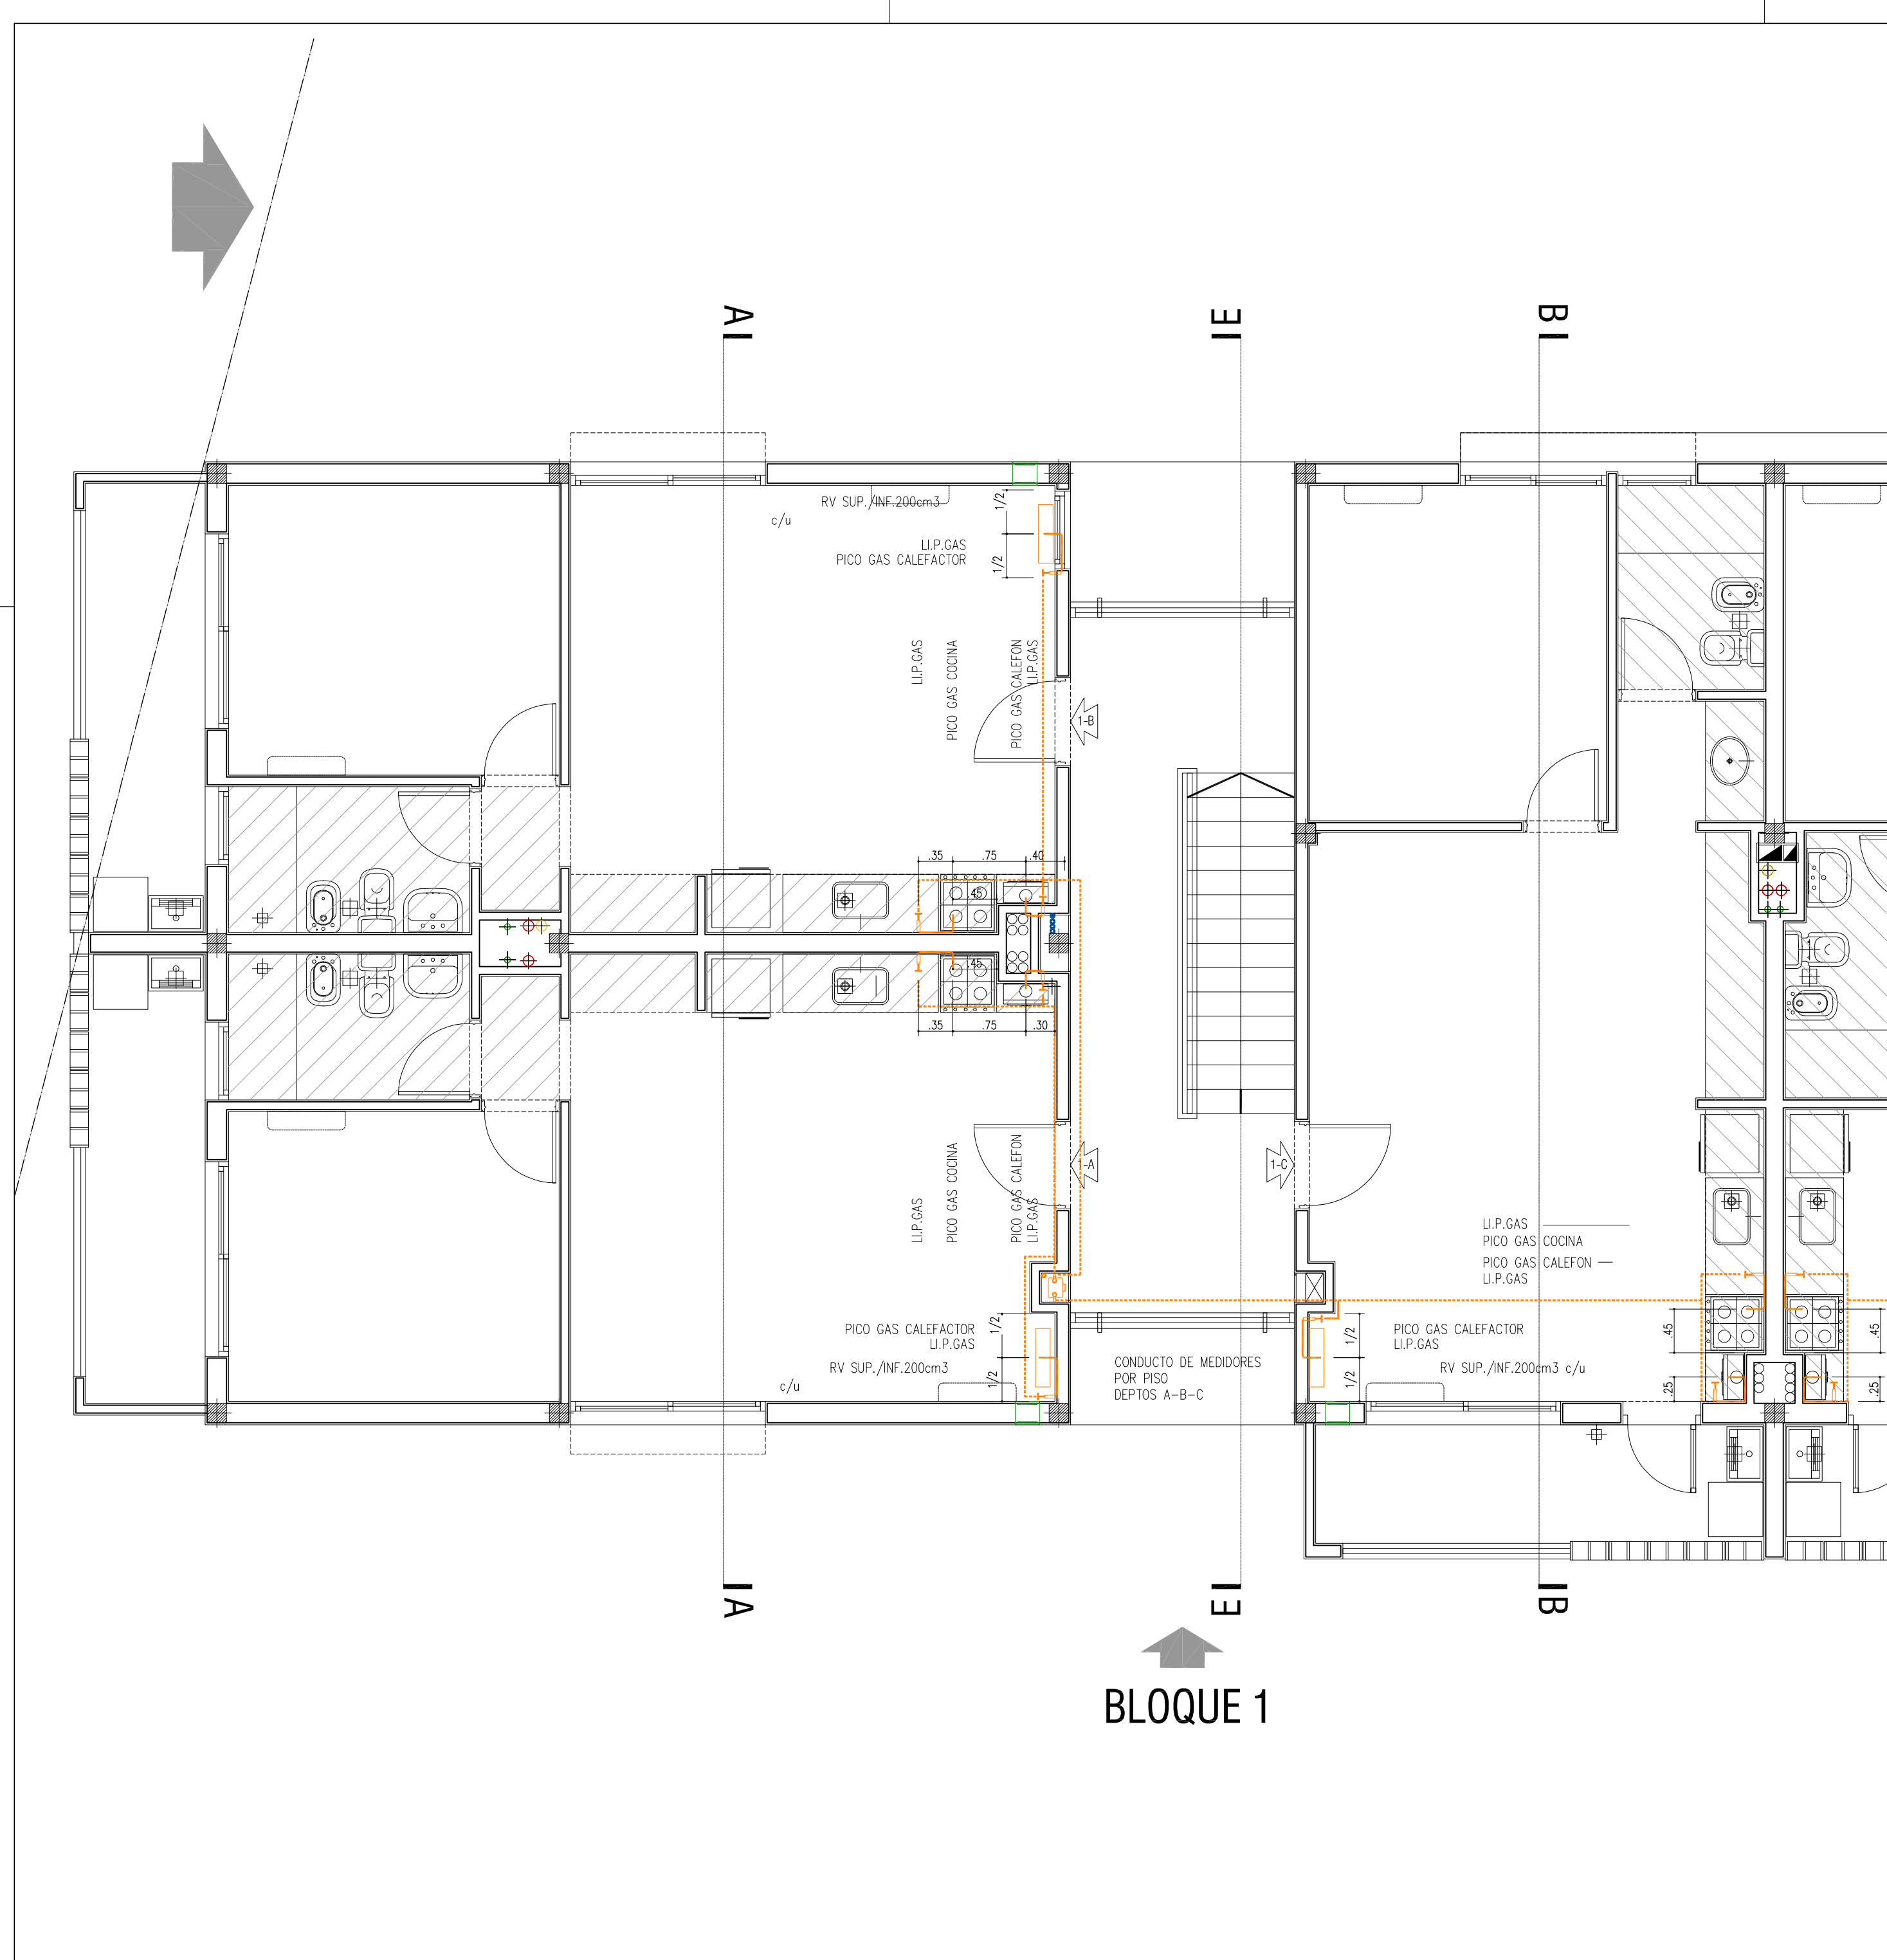 A
E
B
RV SUP./INF.200cm3
c/u
LI.P.GAS
PICO GAS CALEFACTOR
1/2
1/2
LI.P.GAS
PICO GAS COCINA
PICO GAS CALEFON
LI.P.GAS
1-B
.35
.75
.40
.45
.45
.35
.75
.30
LI.P.GAS
PICO GAS COCINA
PICO GAS CALEFON
LI.P.GAS
1-A
1-C
LI.P.GAS
PICO GAS COCINA
PICO GAS CALEFON
LI.P.GAS
PICO GAS CALEFACTOR
LI.P.GAS
RV SUP./INF.200cm3
c/u
1/2
1/2
CONDUCTO DE MEDIDORES
POR PISO
DEPTOS A-B-C
1/2
1/2
PICO GAS CALEFACTOR
LI.P.GAS
RV SUP./INF.200cm3 c/u
.45
.25
.45
.25
A
E
B
BLOQUE 1